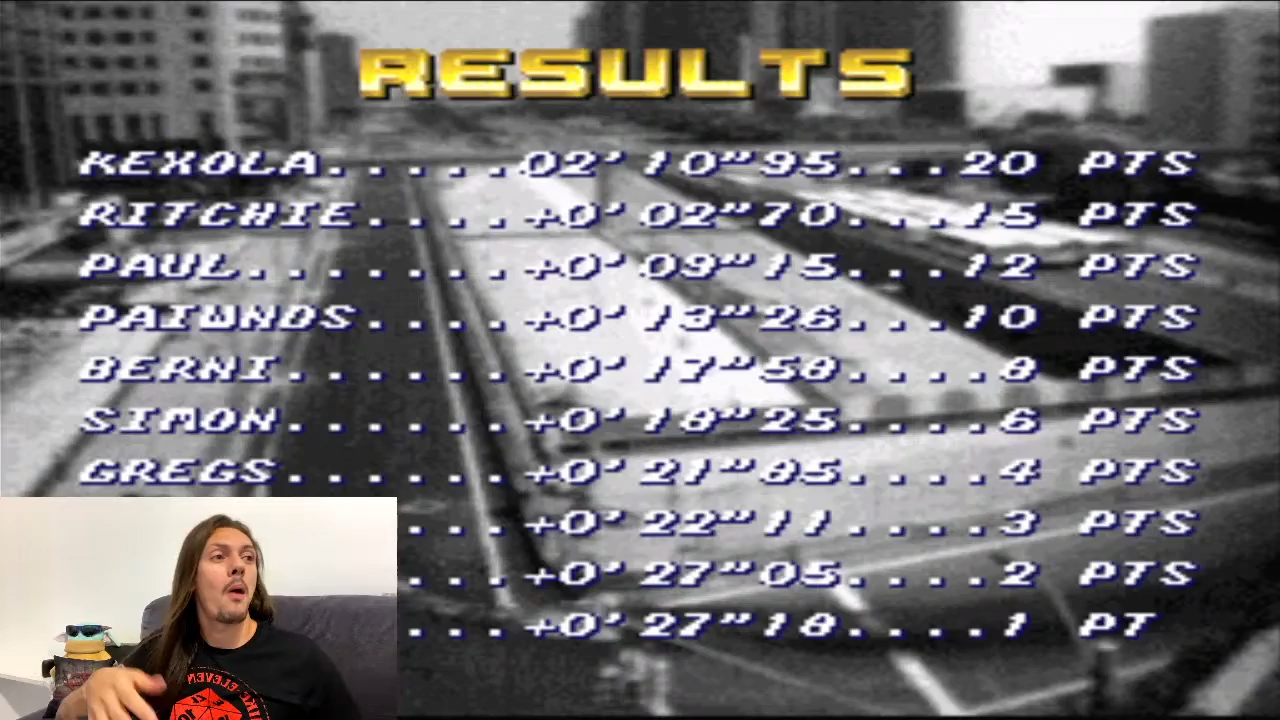 RESULTS
KEXOLA.....02'10"95...20 PTS
RITCHIE....+0'02"70...15 PTS
PAUL.......+0'09"15...12 PTS
PAIWNDS....+0'13"26...10 PTS
BERNI......+0'17"58....8 PTS
SIMON......+0'18"25....6 PTS
GREGS......+0'21"85....4 PTS
...+0'22"11....3 PTS
...+0'27"05....2 PTS
...+0'27"18....1 PT
ELEVEN